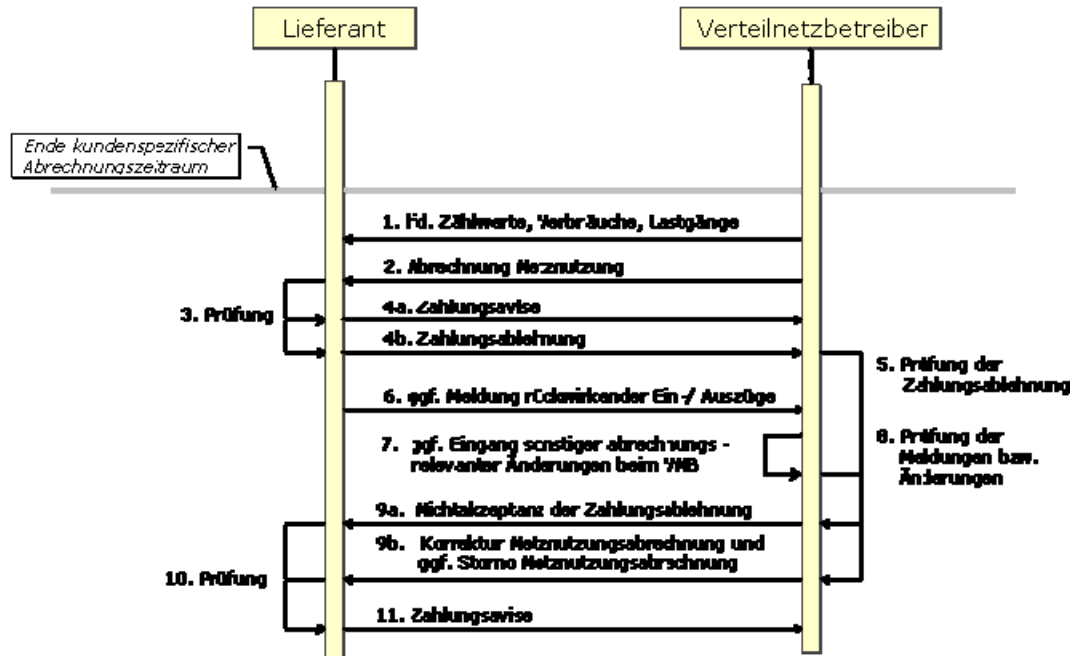 Lieferant
Verteilnetzbetreiber
Ende kundenspezifischer
Abrechnungszeitraum
1. lfd. Zählwerte, Verbräuche, Lastgänge
2. Abrechnung Netznutzung
3. Prüfung
4a. Zahlungsavise
4b. Zahlungsablehnung
5. Prüfung der
Zahlungsablehnung
6. ggf. Meldung rückwirkender Ein-/ Auszüge
7. ggf. Eingang sonstiger abrechnungs-
relevanter Änderungen beim VNB
8. Prüfung der
Meldungen bzw.
Änderungen
9a. Nichtakzeptanz der Zahlungsablehnung
9b. Korrektur Netznutzungsabrechnung und
ggf. Storno Netznutzungsabrechnung
10. Prüfung
11. Zahlungsavise